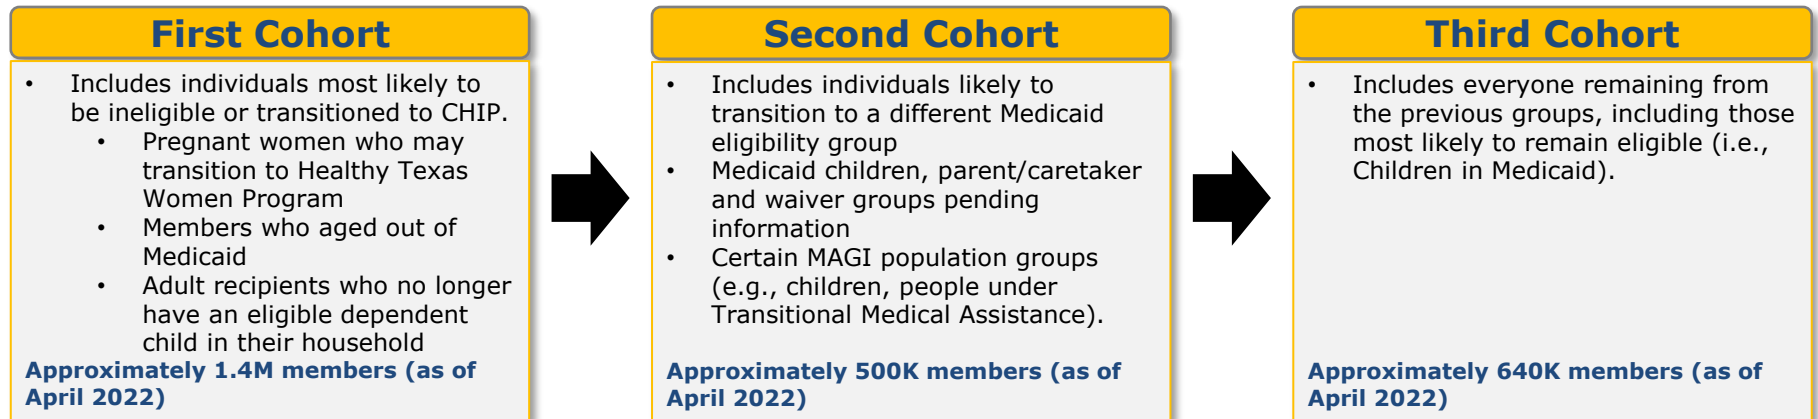 First Cohort
• Includes individuals most likely to
be ineligible or transitioned to CHIP.
• Pregnant women who may
transition to Healthy Texas
Women Program
• Members who aged out of
Medicaid
• Adult recipients who no longer
have an eligible dependent
child in their household
Approximately 1.4M members (as of
April 2022)
Second Cohort
• Includes individuals likely to
transition to a different Medicaid
eligibility group
• Medicaid children, parent/caretaker
and waiver groups pending
information
• Certain MAGI population groups
(e.g., children, people under
Transitional Medical Assistance).
Approximately 500K members (as of
April 2022)
Third Cohort
• Includes everyone remaining from
the previous groups, including those
most likely to remain eligible (i.e.,
Children in Medicaid).
Approximately 640K members (as of
April 2022)